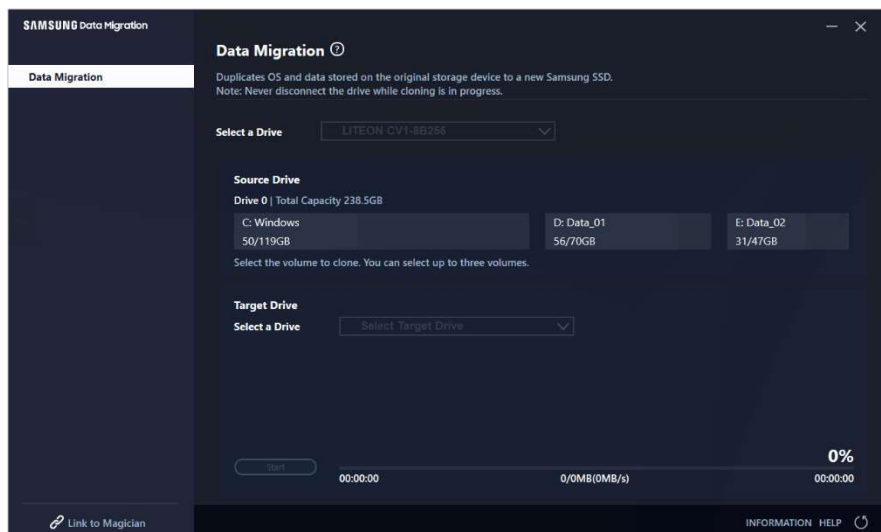 SAMSUNG Data Migration
Data Migration
Data Migration ?
Duplicates OS and data stored on the original storage device to a new Samsung SSD.
Note: Never disconnect the drive while cloning is in progress.
Select a Drive LITEON CV1-8B256
Source Drive
Drive 0 | Total Capacity 238.5GB
C: Windows D: Data_01 E: Data_02
50/119GB 56/70GB 31/47GB
Select the volume to clone. You can select up to three volumes.
Target Drive
Select a Drive Select Target Drive
0%
Start
00:00:00 0/0MB(0MB/s) 00:00:00
Link to Magician INFORMATION HELP